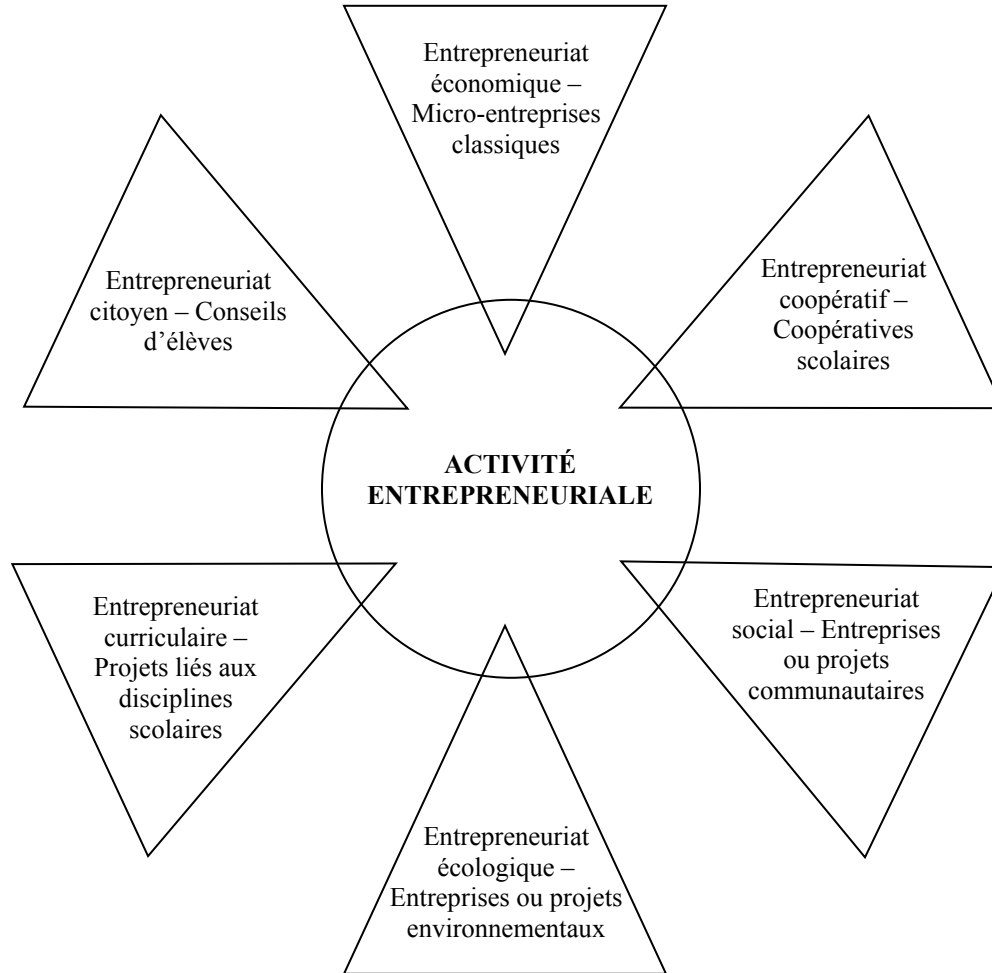 Entrepreneuriat
économique –
Micro-entreprises
classiques
Entrepreneuriat
citoyen – Conseils
d’élèves
Entrepreneuriat
coopératif –
Coopératives
scolaires
ACTIVITÉ
ENTREPRENEURIALE
Entrepreneuriat
curriculaire –
Projets liés aux
disciplines
scolaires
Entrepreneuriat
social – Entreprises
ou projets
communautaires
Entrepreneuriat
écologique –
Entreprises ou projets
environnementaux